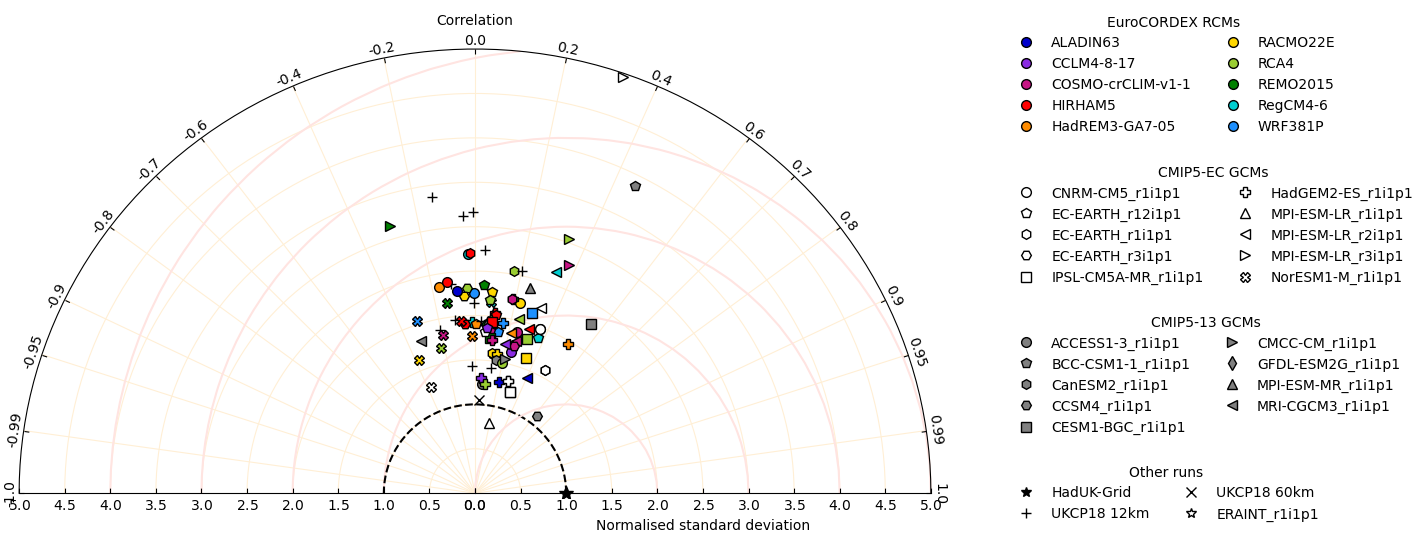 Correlation
-1.0 -0.99 -0.95 -0.9 -0.8 -0.7 -0.6 -0.4 -0.2 0.0 0.2 0.4 0.6 0.7 0.8 0.9 0.95 0.99 1.0
5.0 4.5 4.0 3.5 3.0 2.5 2.0 1.5 1.0 0.5 0.0 0.0 0.5 1.0 1.5 2.0 2.5 3.0 3.5 4.0 4.5 5.0
Normalised standard deviation
EuroCORDEX RCMs
ALADIN63 RACMO22E
CCLM4-8-17 RCA4
COSMO-crCLIM-v1-1 REMO2015
HIRHAM5 RegCM4-6
HadREM3-GA7-05 WRF381P
CMIP5-EC GCMs
CNRM-CM5_r1i1p1 HadGEM2-ES_r1i1p1
EC-EARTH_r12i1p1 MPI-ESM-LR_r1i1p1
EC-EARTH_r1i1p1 MPI-ESM-LR_r2i1p1
EC-EARTH_r3i1p1 MPI-ESM-LR_r3i1p1
IPSL-CM5A-MR_r1i1p1 NorESM1-M_r1i1p1
CMIP5-13 GCMs
ACCESS1-3_r1i1p1 CMCC-CM_r1i1p1
BCC-CSM1-1_r1i1p1 GFDL-ESM2G_r1i1p1
CanESM2_r1i1p1 MPI-ESM-MR_r1i1p1
CCSM4_r1i1p1 MRI-CGCM3_r1i1p1
CESM1-BGC_r1i1p1
Other runs
HadUK-Grid UKCP18 60km
UKCP18 12km ERAINT_r1i1p1